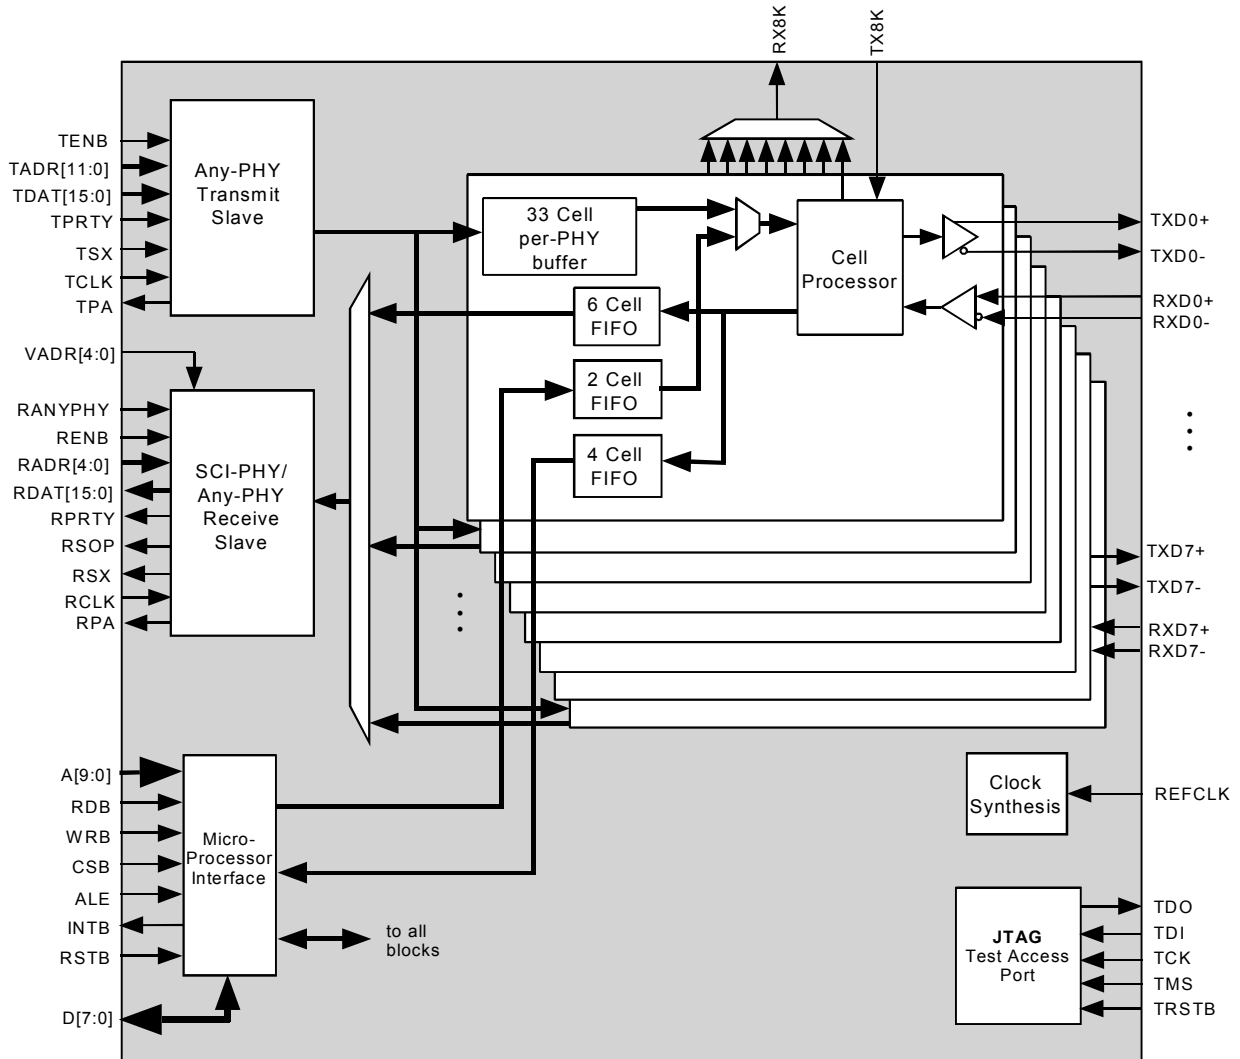 RX8K
TX8K
TENB
TADR[11:0]
TDAT[15:0]
TPRTY
TSX
TCLK
TPA
Any-PHY
Transmit
Slave
33 Cell
per-PHY
buffer
Cell
Processor
6 Cell
FIFO
2 Cell
FIFO
4 Cell
FIFO
TXD0+
TXD0-
RXD0+
RXD0-
VADR[4:0]
RANYPHY
RENB
RADR[4:0]
RDAT[15:0]
RPRTY
RSOP
RSX
RCLK
RPA
SCI-PHY/
Any-PHY
Receive
Slave
TXD7+
TXD7-
RXD7+
RXD7-
A[9:0]
RDB
WRB
CSB
ALE
INTB
RSTB
D[7:0]
Micro-
Processor
Interface
to all
blocks
Clock
Synthesis
REFCLK
JTAG
Test Access
Port
TDO
TDI
TCK
TMS
TRSTB